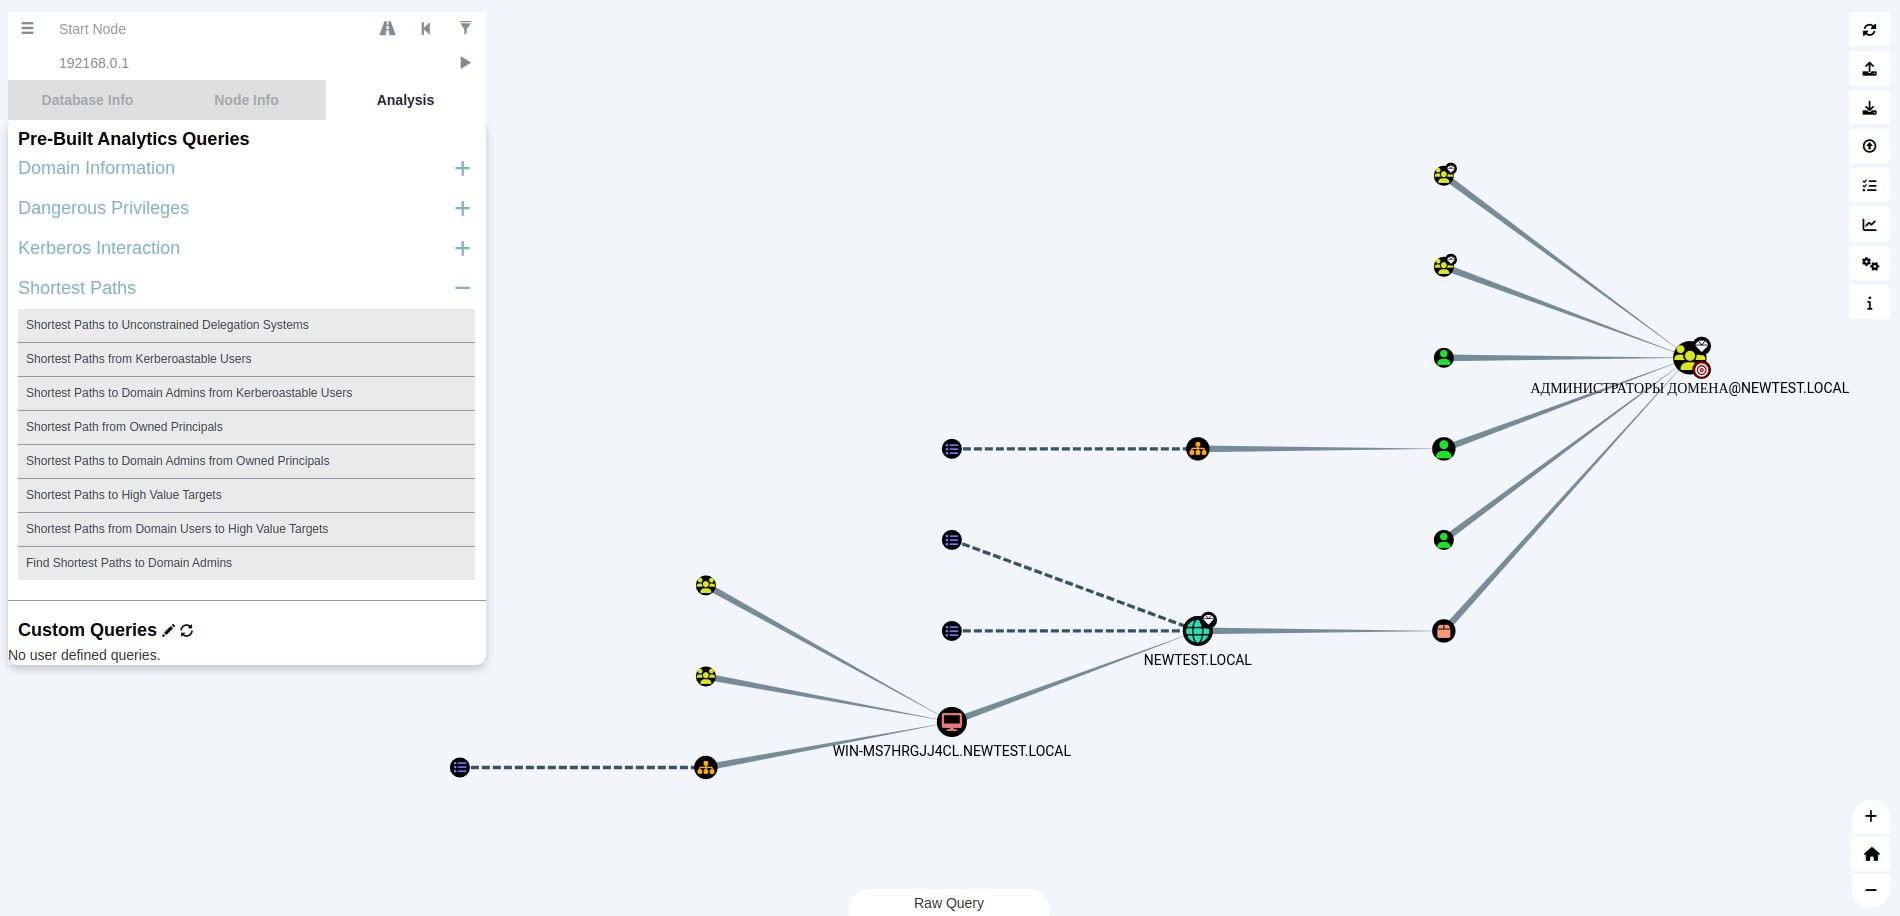 Start Node
192168.0.1
Database Info
Node Info
Analysis
Pre-Built Analytics Queries
Domain Information
Dangerous Privileges
Kerberos Interaction
Shortest Paths
Shortest Paths to Unconstrained Delegation Systems
Shortest Paths from Kerberoastable Users
Shortest Paths to Domain Admins from Kerberoastable Users
Shortest Path from Owned Principals
Shortest Paths to Domain Admins from Owned Principals
Shortest Paths to High Value Targets
Shortest Paths from Domain Users to High Value Targets
Find Shortest Paths to Domain Admins
Custom Queries
No user defined queries.
АДМИНИСТРАТОРЫ ДОМЕНА@NEWTEST.LOCAL
NEWTEST.LOCAL
WIN-MS7HRGJJ4CL.NEWTEST.LOCAL
Raw Query